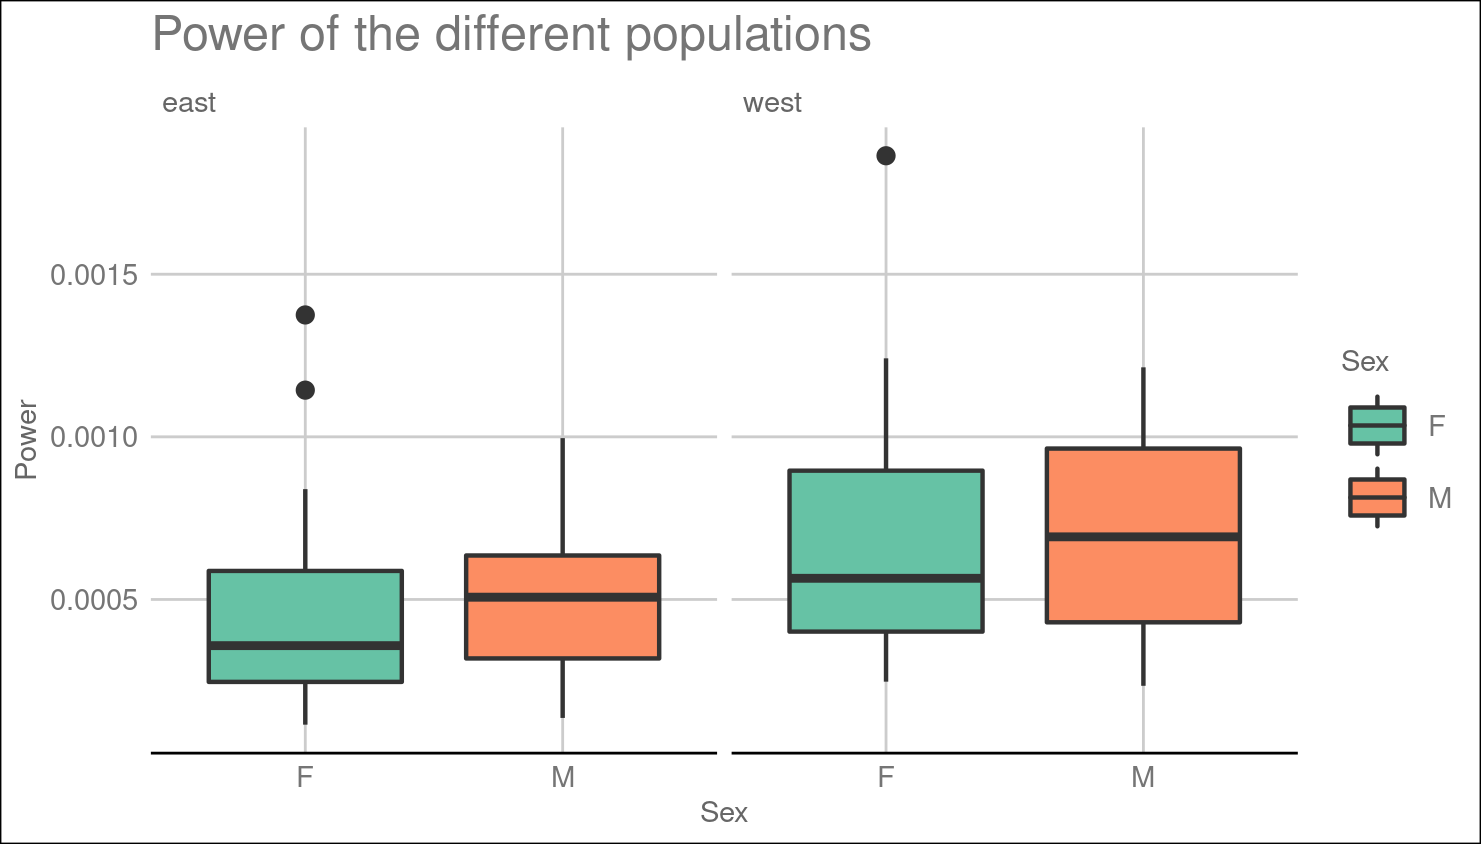 Power of the different populations
east
west
0.0015
0.0010
0.0005
Power
F
M
F
M
Sex
Sex
F
M